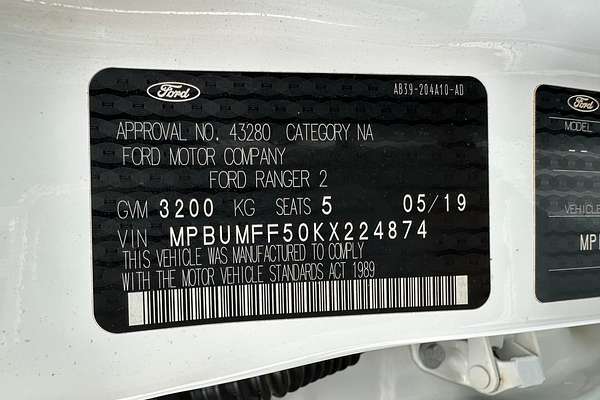 Ford
AB39-204A10-AD
APPROVAL NO. 43280 CATEGORY NA
FORD MOTOR COMPANY
FORD RANGER 2
GVM 3200 KG SEATS 5 05/19
VIN MPBUMFF50KX224874
THIS VEHICLE WAS MANUFACTURED TO COMPLY
WITH THE MOTOR VEHICLE STANDARDS ACT 1989
Ford
MODEL
--
VEHICLE
MP